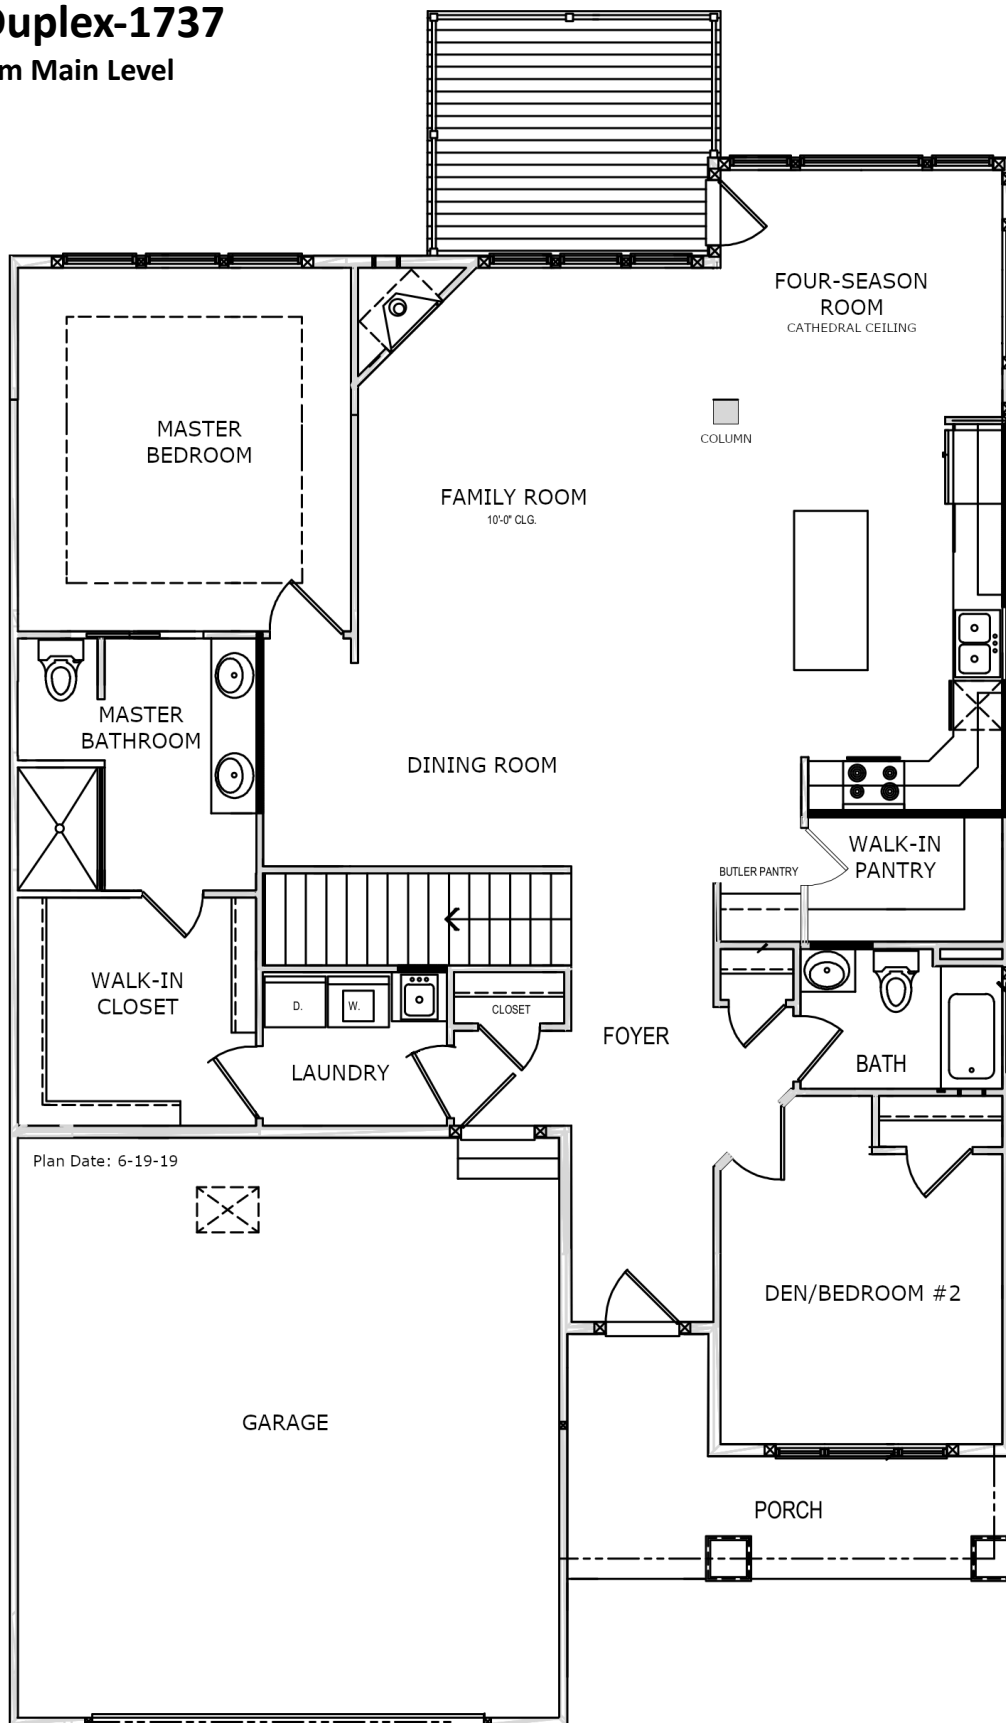 Duplex-1737
m Main Level
FOUR-SEASON
ROOM
CATHEDRAL CEILING
MASTER
BEDROOM
COLUMN
FAMILY ROOM
10'-0" CLG.
MASTER
BATHROOM
DINING ROOM
WALK-IN
PANTRY
BUTLER PANTRY
WALK-IN
CLOSET
D.
W.
CLOSET
FOYER
BATH
LAUNDRY
Plan Date: 6-19-19
DEN/BEDROOM #2
GARAGE
PORCH